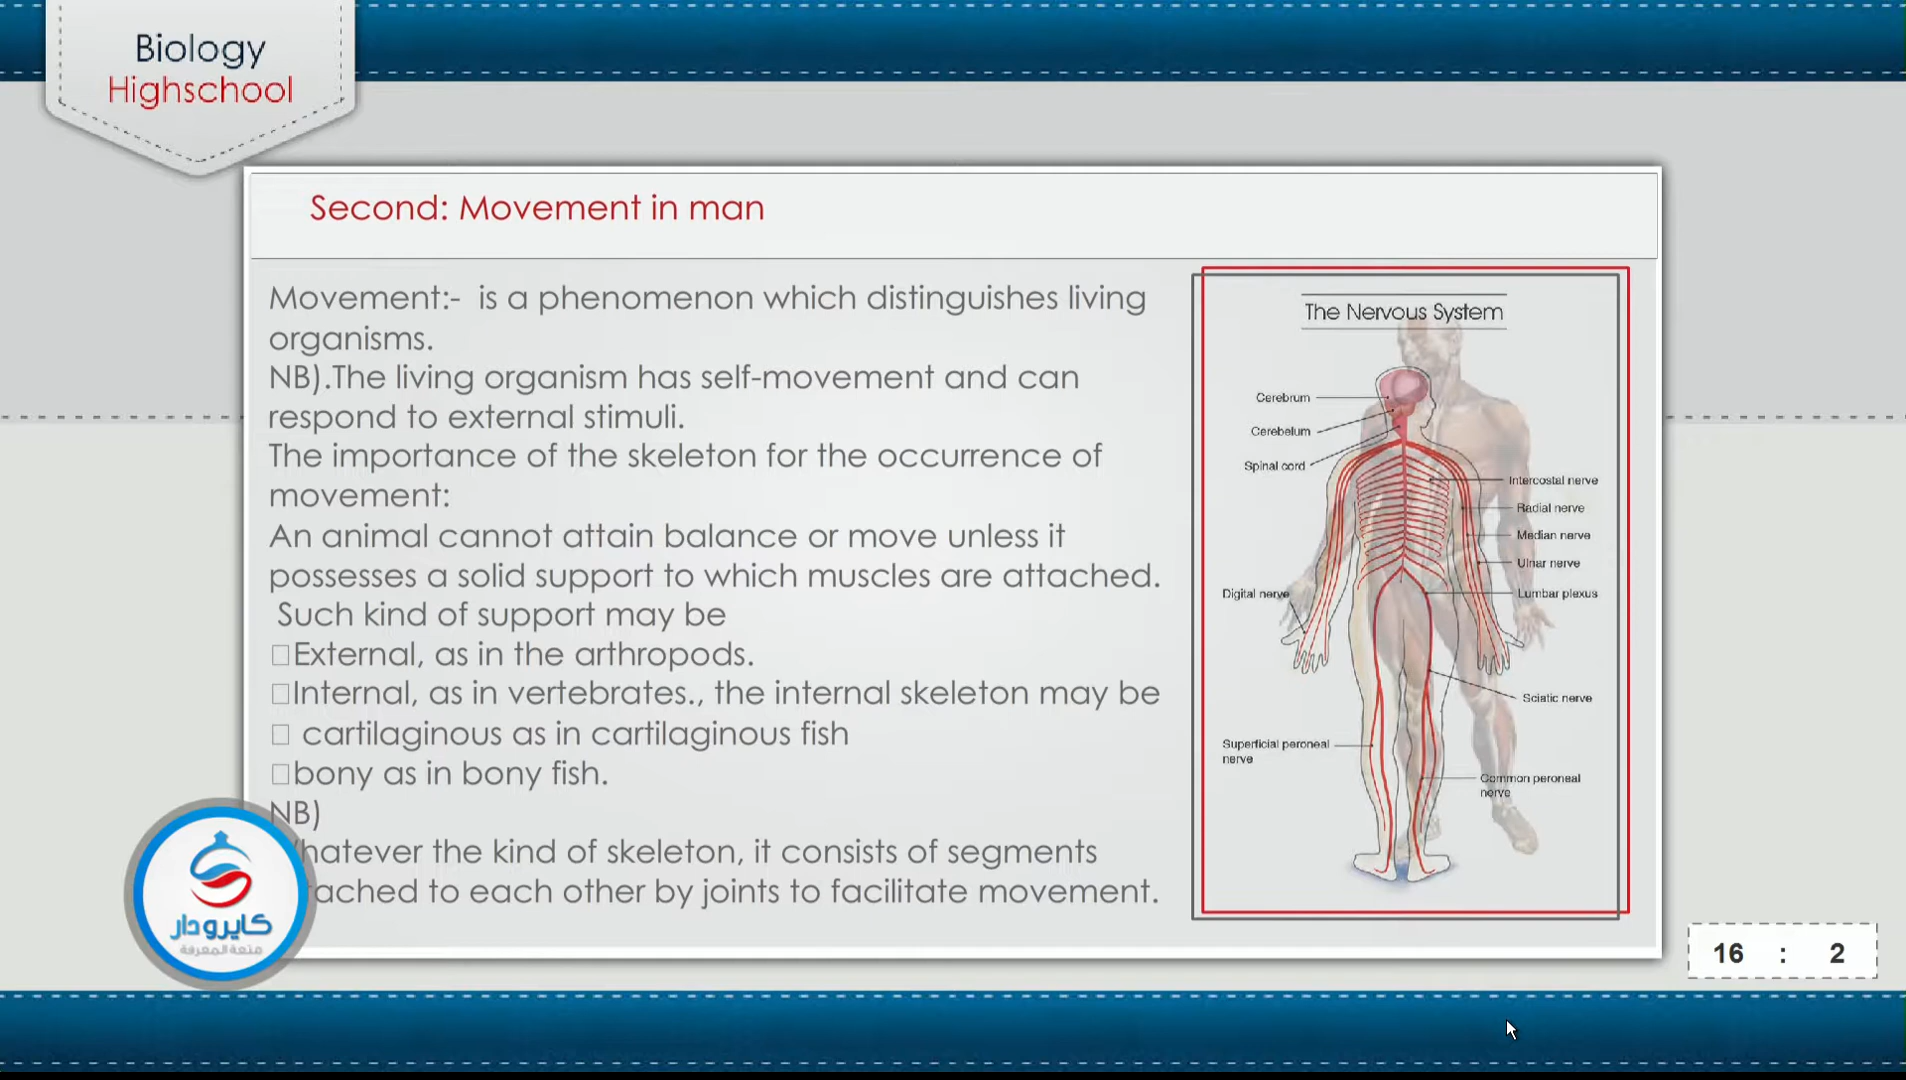 Biology
Highschool
Second: Movement in man
Movement:- is a phenomenon which distinguishes living
organisms.
NB).The living organism has self-movement and can
respond to external stimuli.
The importance of the skeleton for the occurrence of
movement:
An animal cannot attain balance or move unless it
possesses a solid support to which muscles are attached.
Such kind of support may be
External, as in the arthropods.
Internal, as in vertebrates., the internal skeleton may be
cartilaginous as in cartilaginous fish
bony as in bony fish.
NB)
hatever the kind of skeleton, it consists of segments
tached to each other by joints to facilitate movement.
The Nervous System
Cerebrum
Cerebelum
Spinal cord
Intercostal nerve
Radial nerve
Median nerve
Ulnar nerve
Digital nerve
Lumbar plexus
Sciatic nerve
Superficial peroneal
nerve
Common peroneal
nerve
كايرودار
متعة المعرفة
16 : 2